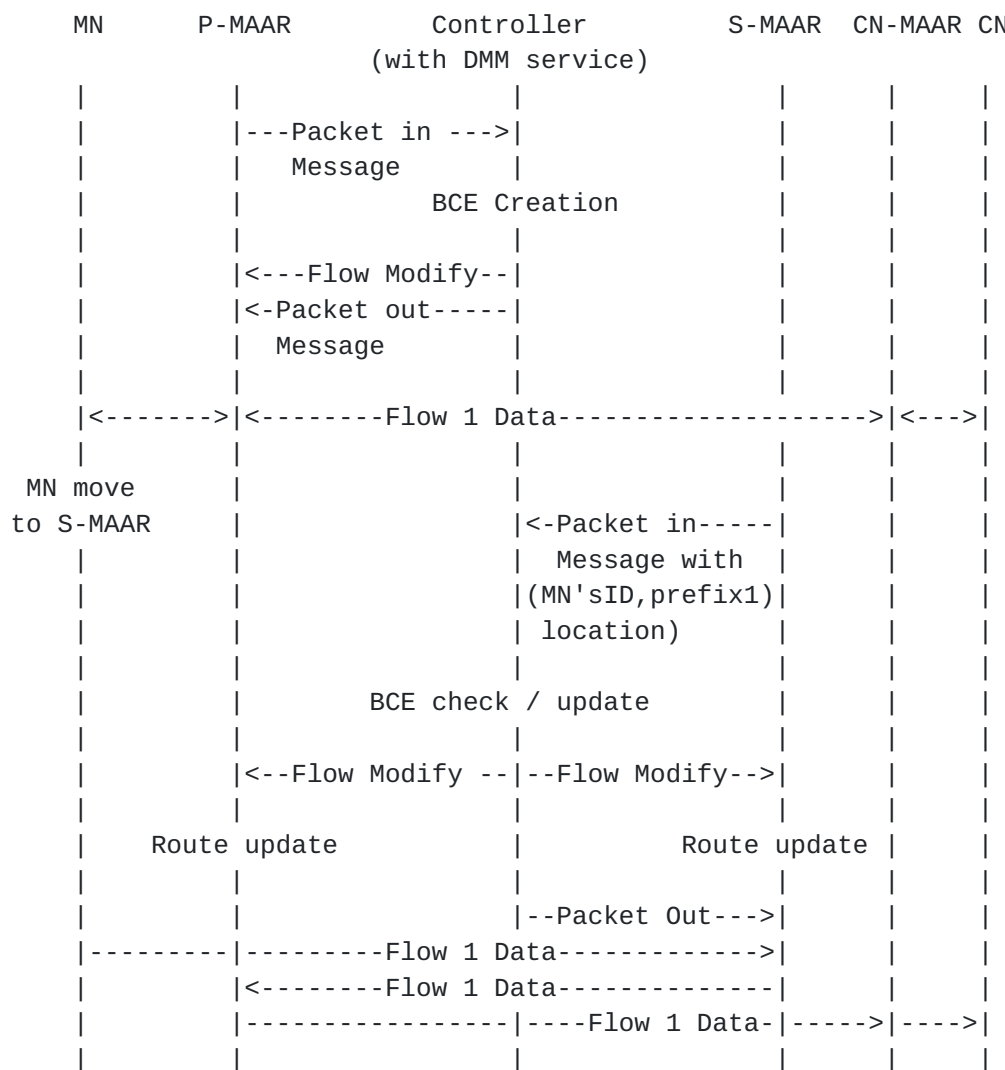 MN       P-MAAR        Controller        S-MAAR  CN-MAAR CN
                    (with DMM service)
    |        |               |              |     |    |
    |        |---Packet in --->|              |     |    |
    |        |   Message      |              |     |    |
    |        |           BCE Creation         |     |    |
    |        |               |              |     |    |
    |        |<---Flow Modify--|              |     |    |
    |        |<-Packet out-----|              |     |    |
    |        |  Message       |              |     |    |
    |        |               |              |     |    |
    |<------->|<--------Flow 1 Data------------------->|<--->|
    |        |               |              |     |    |
 MN move      |               |              |     |    |
to S-MAAR     |               |<-Packet in-----|     |    |
    |        |               |  Message with  |     |    |
    |        |               |(MN'sID,prefix1)|     |    |
    |        |               | location)     |     |    |
    |        |               |              |     |    |
    |        |       BCE check / update       |     |    |
    |        |               |              |     |    |
    |        |<--Flow Modify --|--Flow Modify-->|     |    |
    |        |               |              |     |    |
    |   Route update          |         Route update |    |
    |        |               |              |     |    |
    |        |               |--Packet Out--->|     |    |
    |---------|---------Flow 1 Data------------->|     |    |
    |        |<--------Flow 1 Data--------------|     |    |
    |        |-----------------|----Flow 1 Data-|----->|---->|
    |        |               |              |     |    |